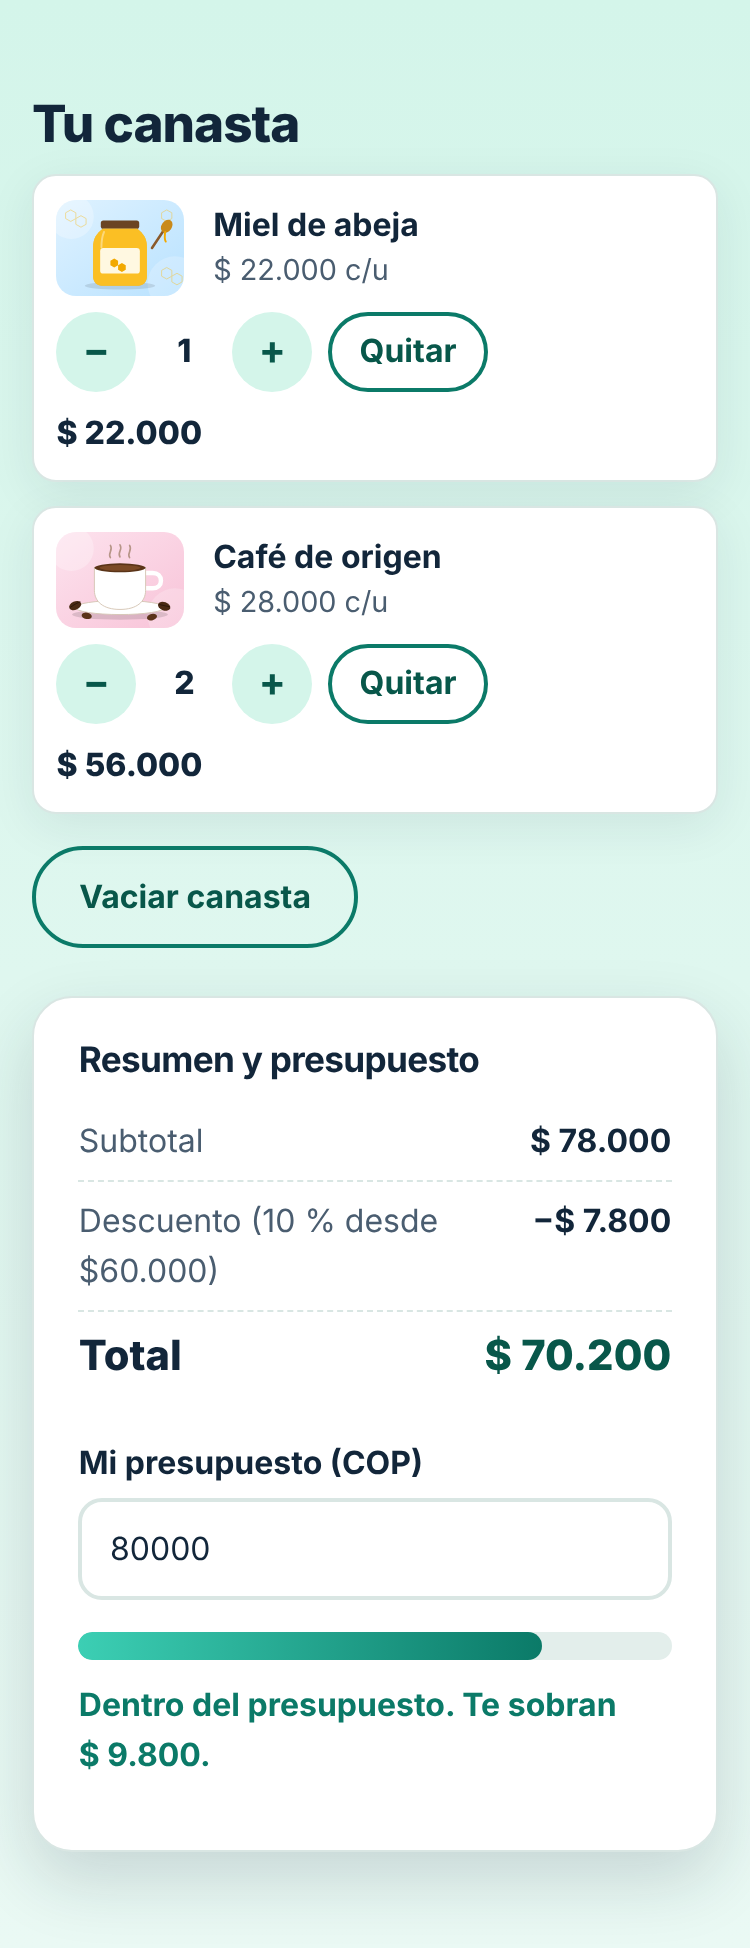 Tu canasta
Miel de abeja
$ 22.000 c/u
− 1 + Quitar
$ 22.000
Café de origen
$ 28.000 c/u
− 2 + Quitar
$ 56.000
Vaciar canasta
Resumen y presupuesto
Subtotal $ 78.000
Descuento (10 % desde −$ 7.800
$60.000)
Total $ 70.200
Mi presupuesto (COP)
80000
Dentro del presupuesto. Te sobran
$ 9.800.